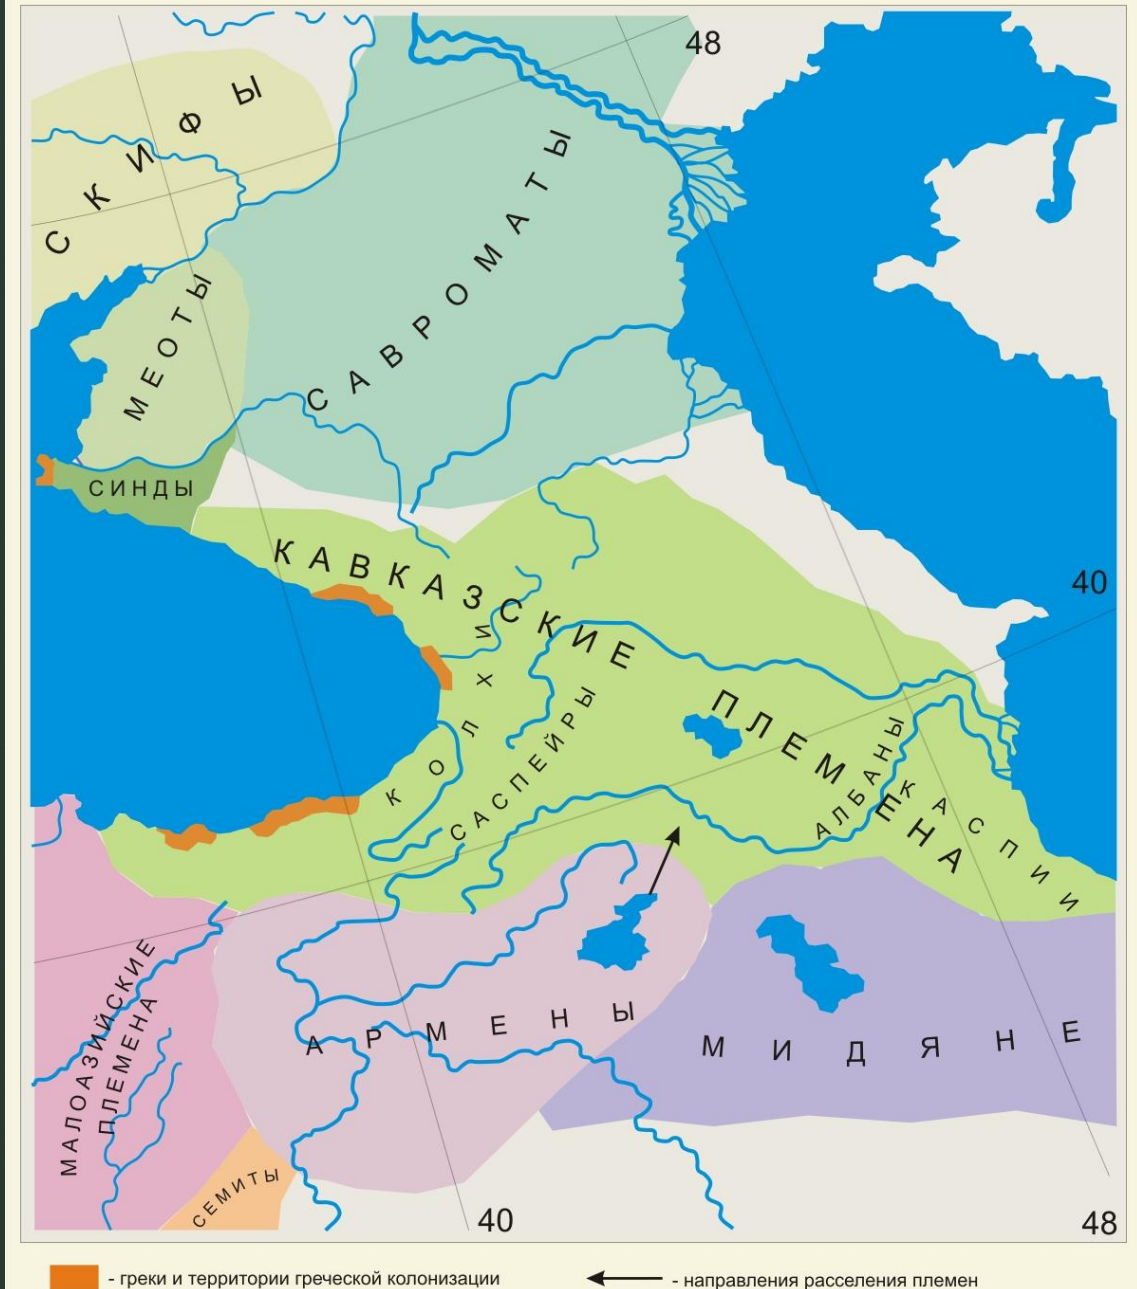 48
СКИФЫ
САВРОМАТЫ
МЕОТЫ
СИНДЫ
КАВКАЗСКИЕ ПЛЕМЕНА
40
КОЛХИ
САСПЕЙРЫ
АЛБАНЫ
КАСПИИ
МАЛОАЗИЙСКИЕ
ПЛЕМЕНА
АРМЕНЫ
МИДЯНЕ
СЕМИТЫ
40
48
- греки и территории греческой колонизации
- направления расселения племен